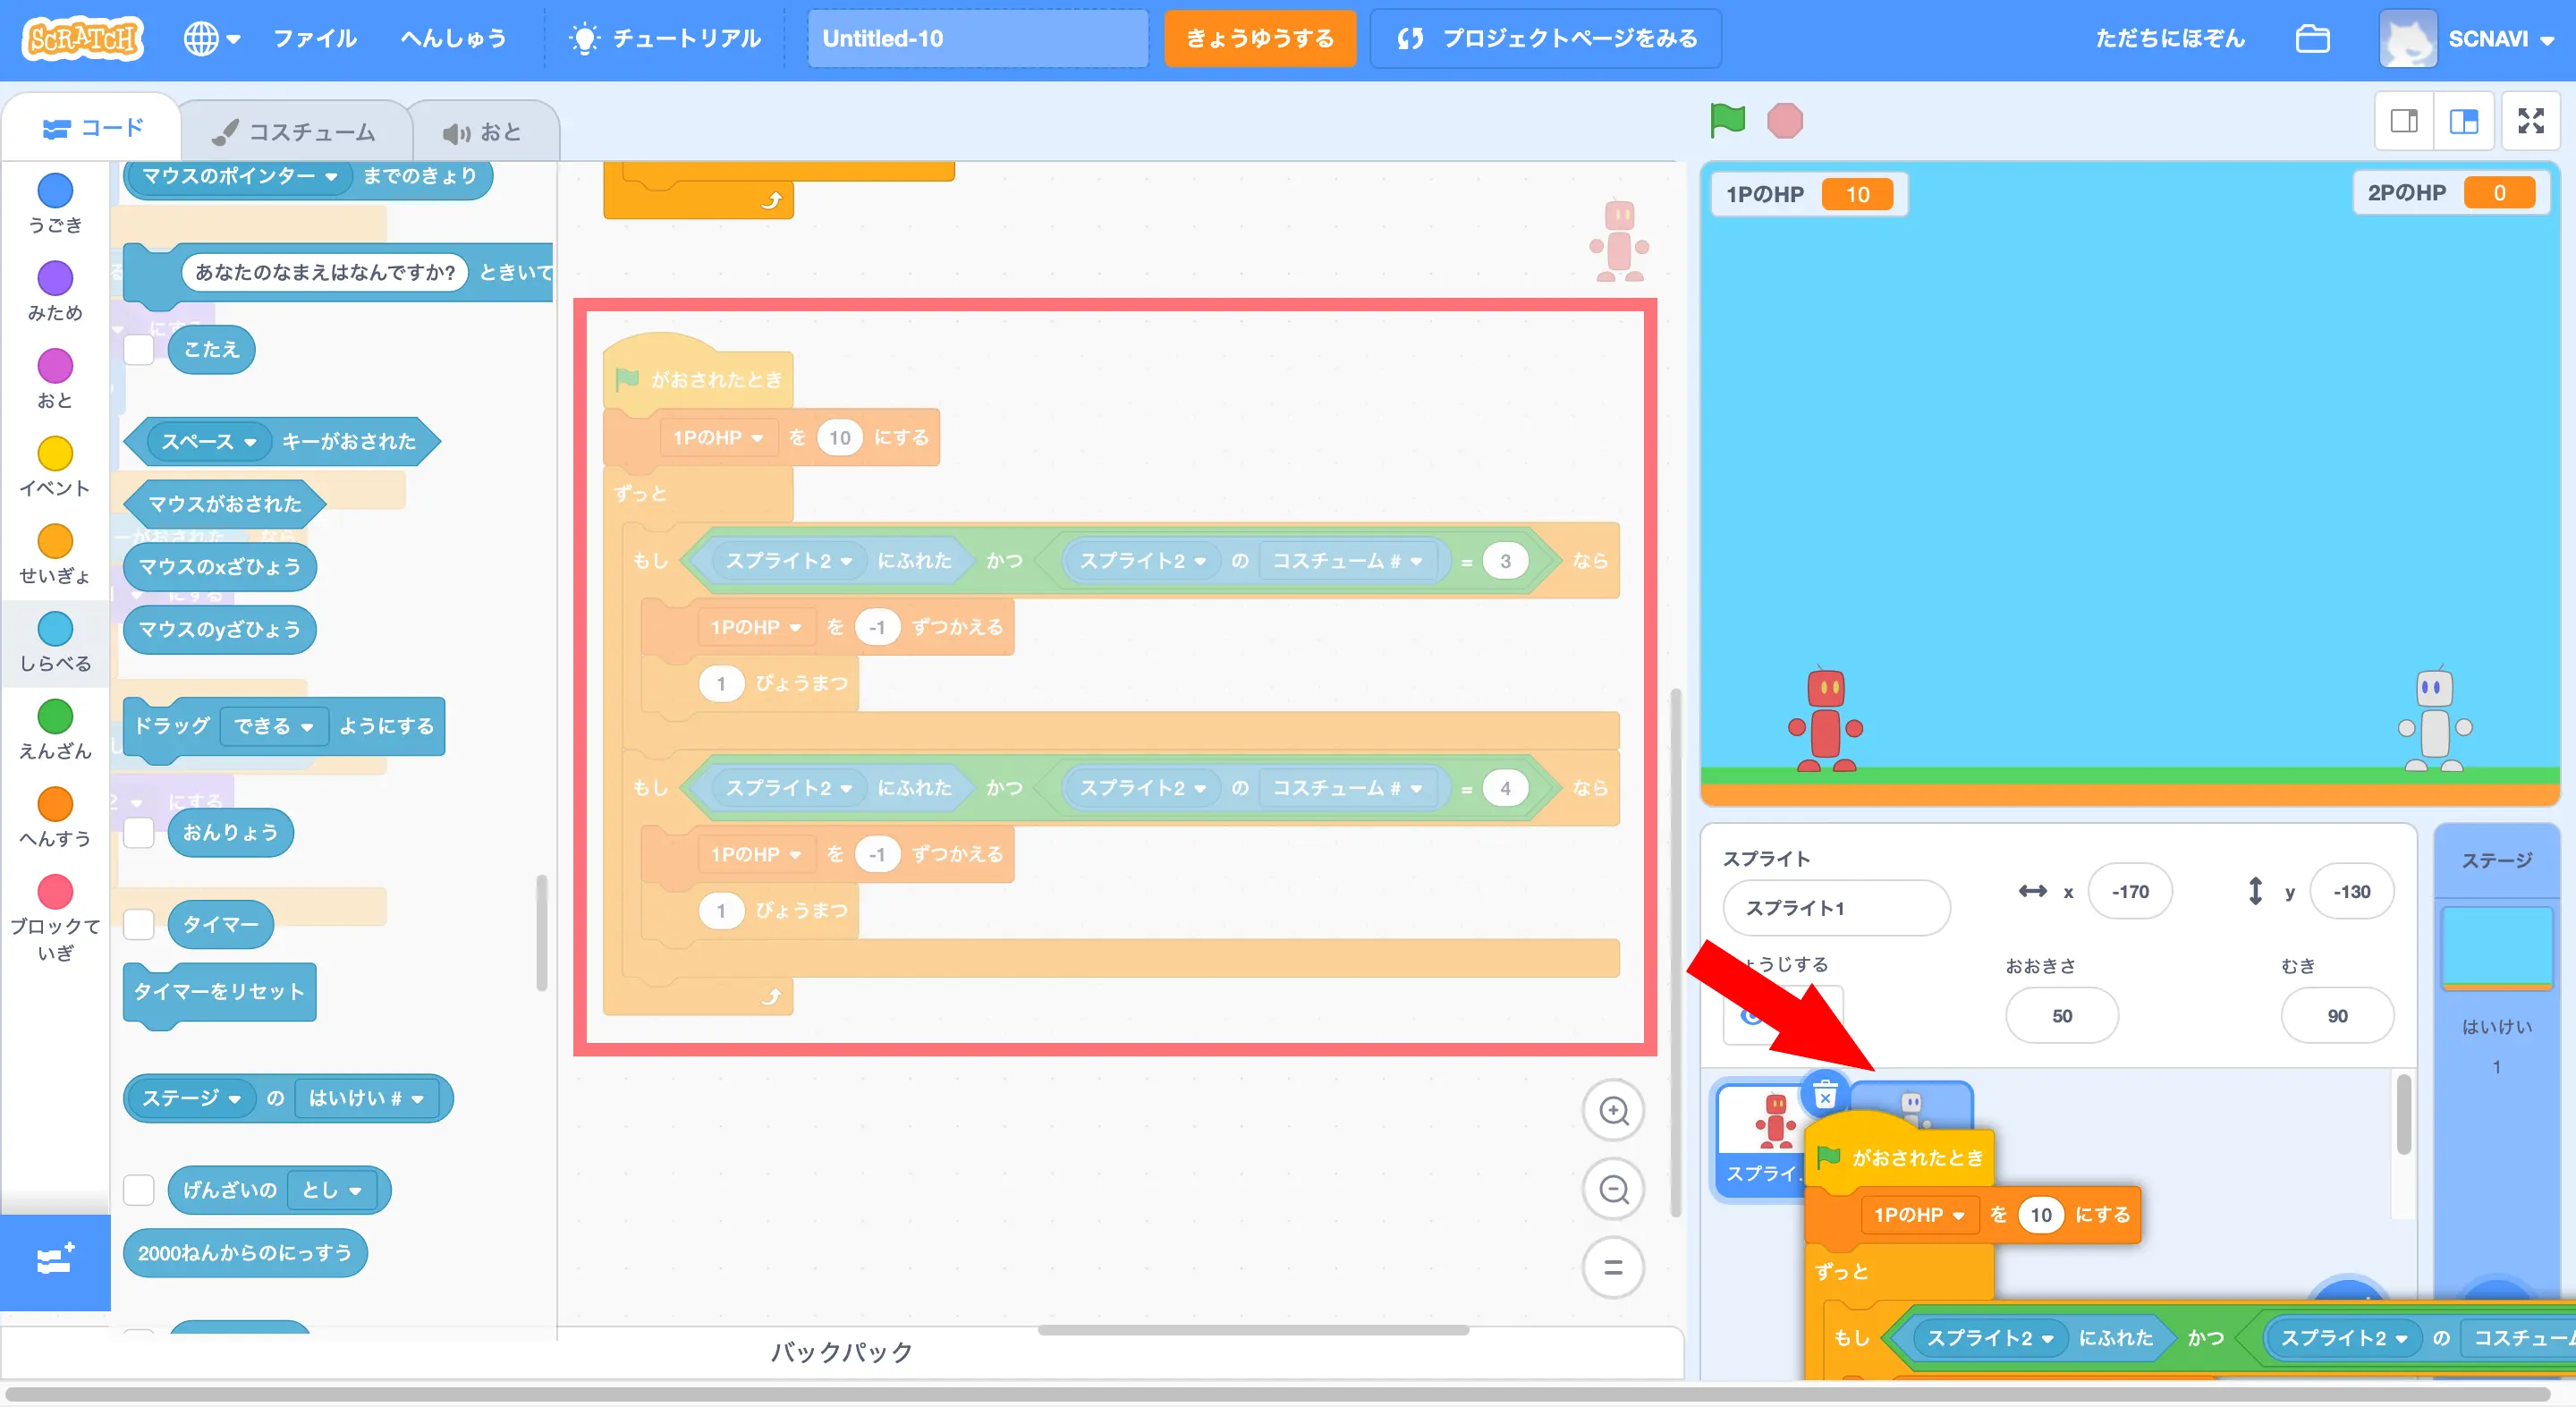 SCRATCH
ファイル
へんしゅう
チュートリアル
Untitled-10
きょうゆうする
プロジェクトページをみる
ただちにほぞん
SCNAVI
コード
コスチューム
おと
うごき
みため
おと
イベント
せいぎょ
しらべる
えんざん
へんすう
ブロックて
いぎ
マウスのポインター までのきょり
あなたのなまえはなんですか? ときいて
こたえ
スペース キーがおされた
マウスがおされた
マウスのxざひょう
マウスのyざひょう
ドラッグ できる ようにする
おんりょう
タイマー
タイマーをリセット
ステージ の はいけい #
げんざいの とし
2000ねんからのにっすう
がおされたとき
1PのHP を 10 にする
ずっと
もし スプライト2 にふれた かつ スプライト2 の コスチューム # = 3 なら
1PのHP を -1 ずつかえる
1 びょうまつ
もし スプライト2 にふれた かつ スプライト2 の コスチューム # = 4 なら
1PのHP を -1 ずつかえる
1 びょうまつ
バックパック
1PのHP 10
2PのHP 0
スプライト
スプライト1
x -170
y -130
ょうじする
おおきさ
50
むき
90
ステージ
はいけい
1
スプライ
がおされたとき
1PのHP を 10 にする
ずっと
もし スプライト2 にふれた かつ スプライト2 の コスチューム